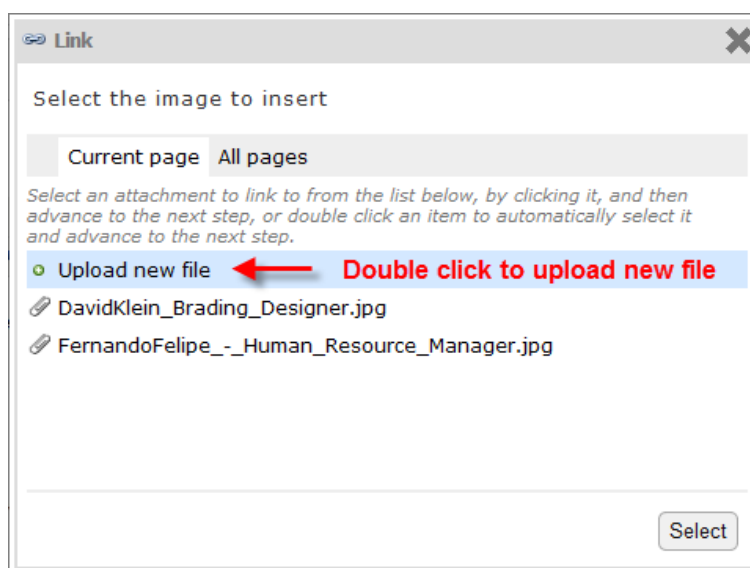 Link
Select the image to insert
Current page All pages
Select an attachment to link to from the list below, by clicking it, and then
advance to the next step, or double click an item to automatically select it
and advance to the next step.
Upload new file Double click to upload new file
DavidKlein_Brading_Designer.jpg
FernandoFelipe_-_Human_Resource_Manager.jpg
Select